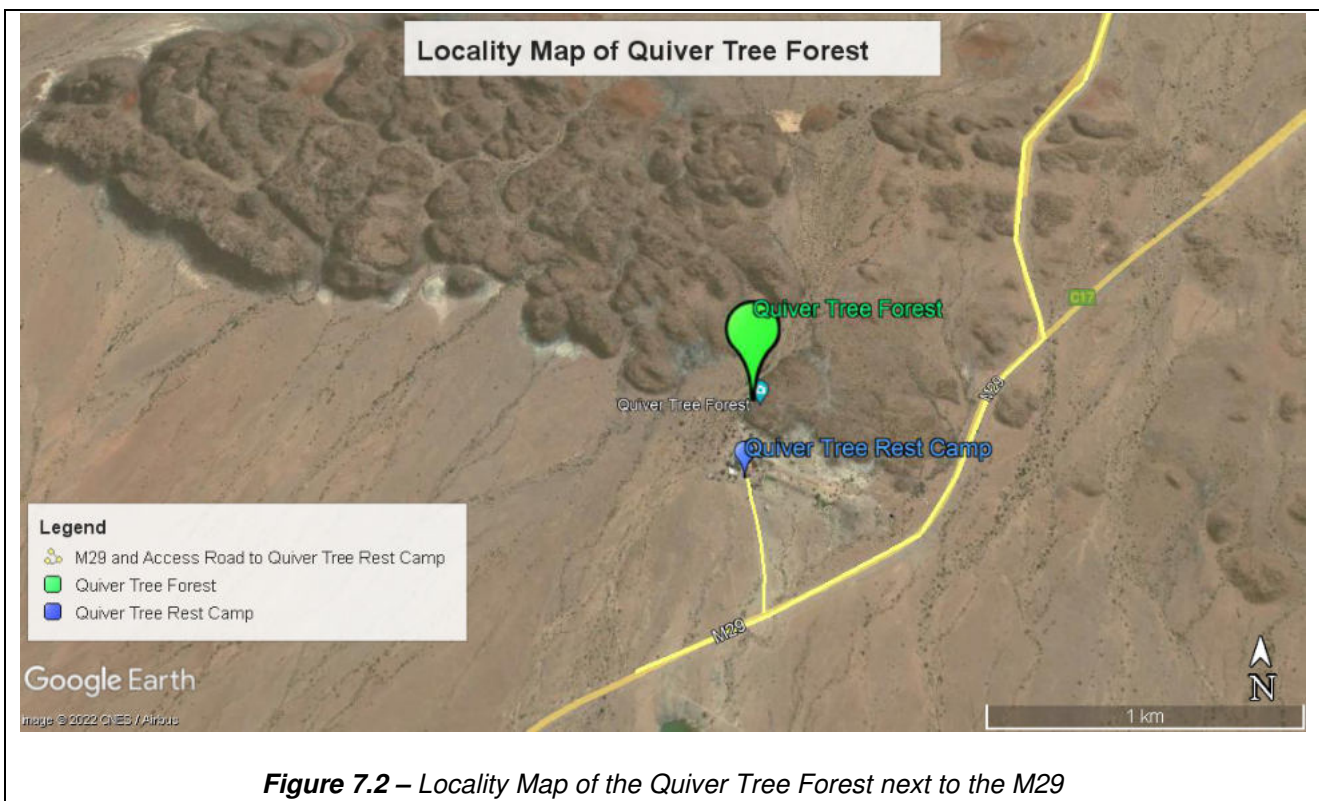 Locality Map of Quiver Tree Forest
Quiver Tree Forest
C17
M29
Quiver Tree Forest
Quiver Tree Rest Camp
Legend
M29 and Access Road to Quiver Tree Rest Camp
Quiver Tree Forest
Quiver Tree Rest Camp
M29
Google Earth
Image © 2022 CNES / Airbus
N
1 km
Figure 7.2 – Locality Map of the Quiver Tree Forest next to the M29